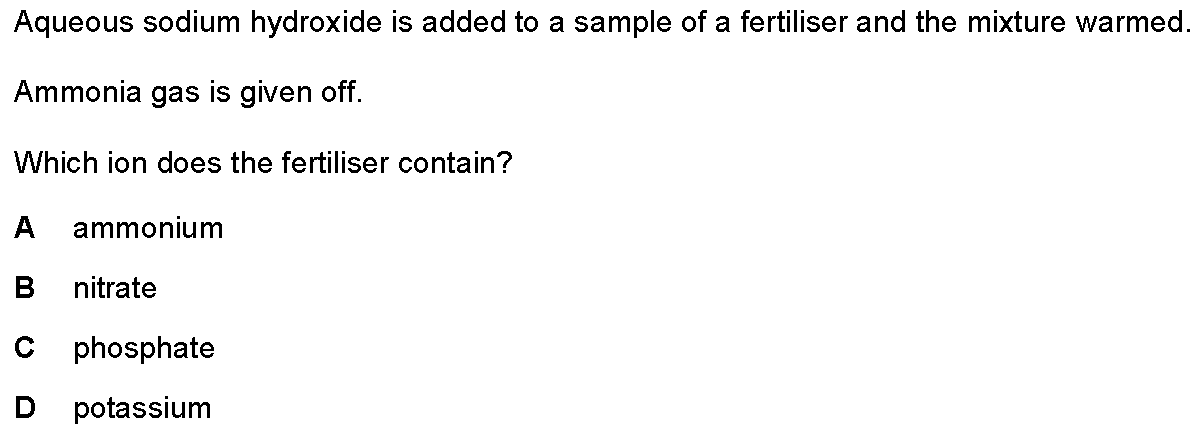 Aqueous sodium hydroxide is added to a sample of a fertiliser and the mixture warmed.
Ammonia gas is given off.
Which ion does the fertiliser contain?
A ammonium
B nitrate
C phosphate
D potassium